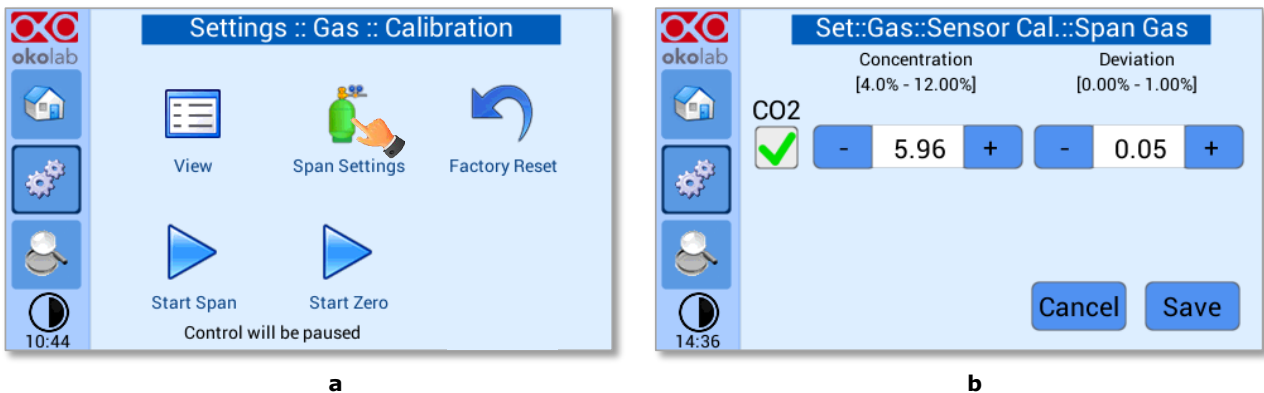 Settings :: Gas :: Calibration
okolab
View
Span Settings
Factory Reset
Start Span
Start Zero
Control will be paused
10:44
a
Set::Gas::Sensor Cal.::Span Gas
okolab
Concentration
Deviation
[4.0% - 12.00%]
[0.00% - 1.00%]
CO2
- 5.96 +
- 0.05 +
Cancel
Save
14:36
b